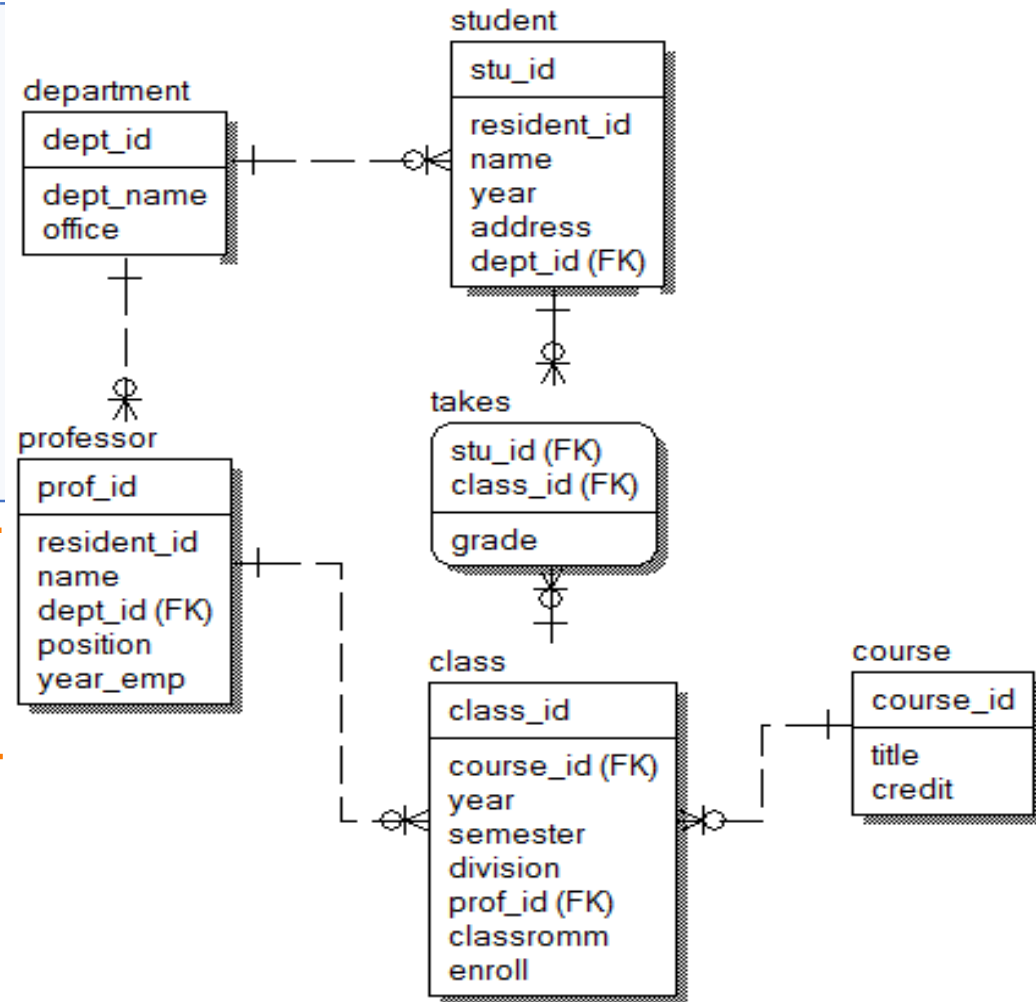 student
stu_id
resident_id
name
year
address
dept_id (FK)
department
dept_id
dept_name
office
takes
stu_id (FK)
class_id (FK)
grade
professor
prof_id
resident_id
name
dept_id (FK)
position
year_emp
class
class_id
course_id (FK)
year
semester
division
prof_id (FK)
classromm
enroll
course
course_id
title
credit